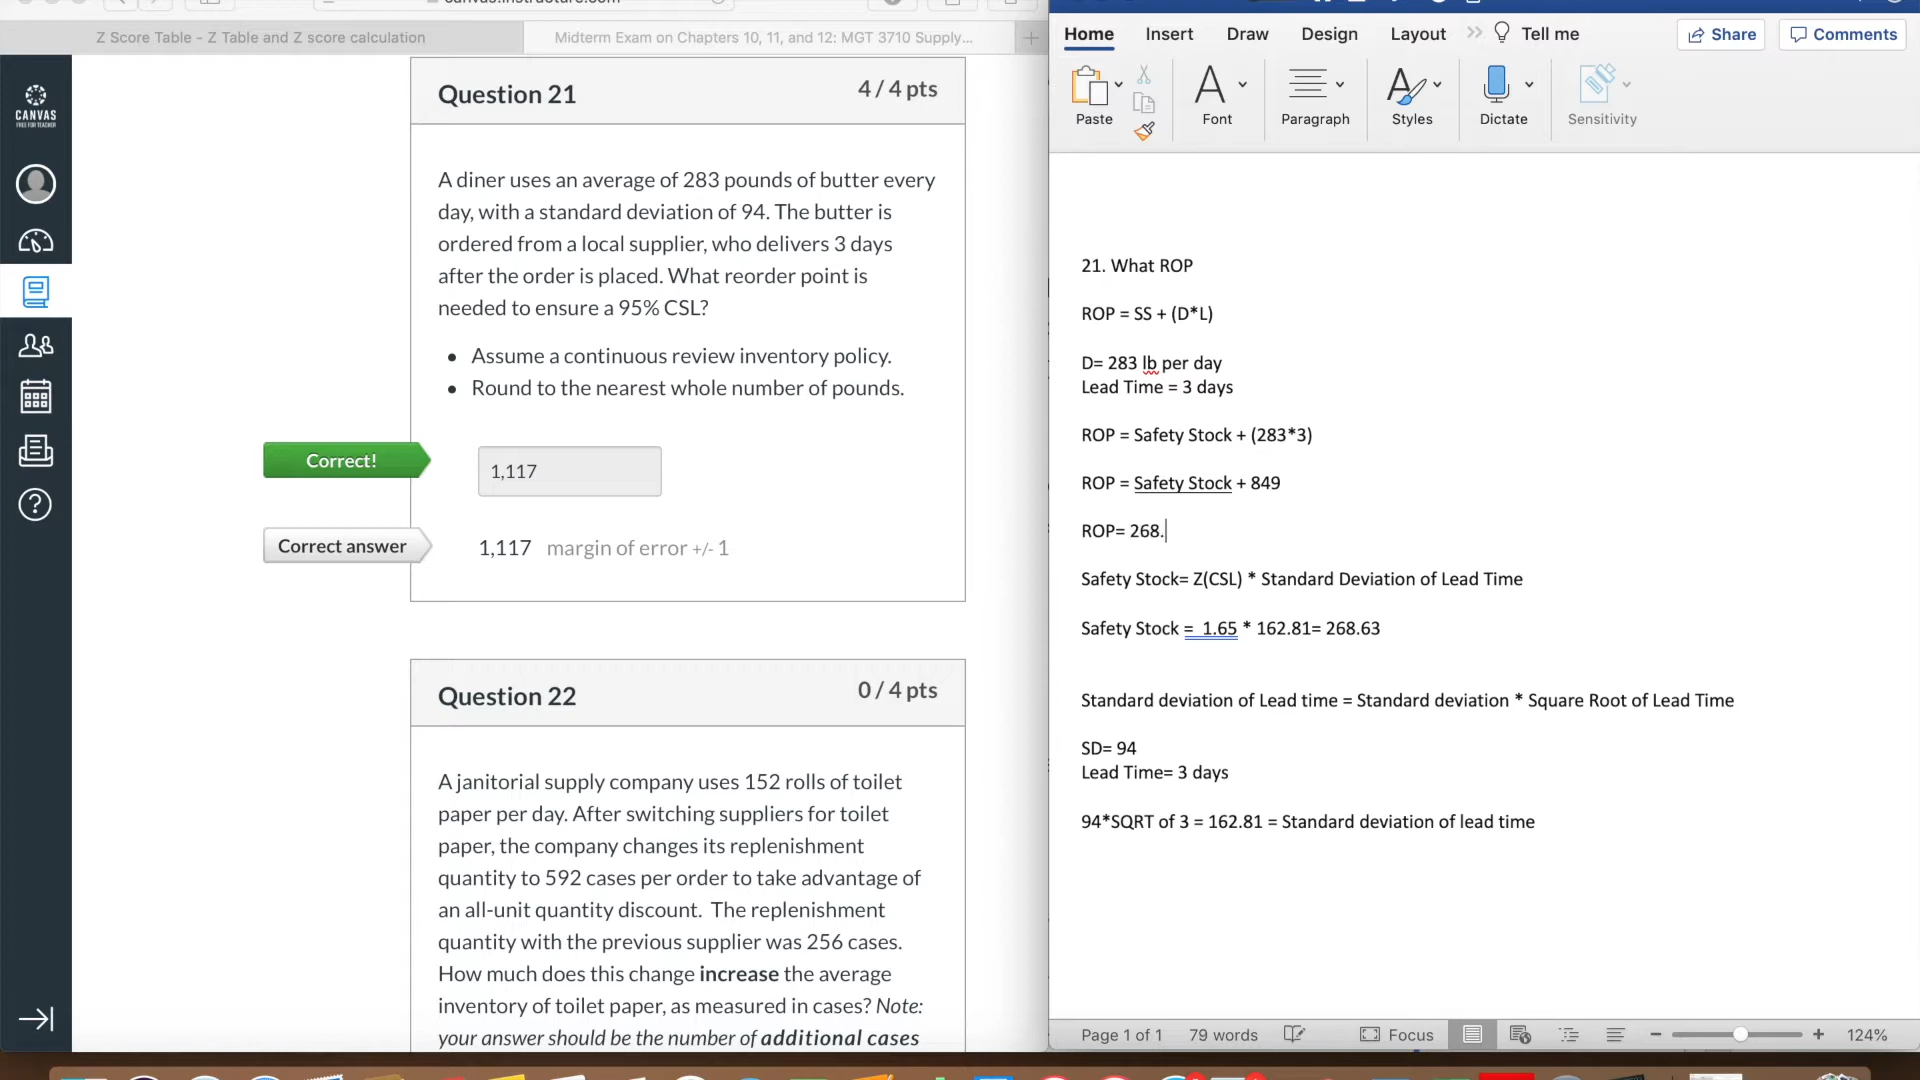 canvas.instructure.com
Z Score Table - Z Table and Z score calculation
Midterm Exam on Chapters 10, 11, and 12: MGT 3710 Supply...
CANVAS
FREE FOR TEACHER
Question 21
4 / 4 pts
A diner uses an average of 283 pounds of butter every
day, with a standard deviation of 94. The butter is
ordered from a local supplier, who delivers 3 days
after the order is placed. What reorder point is
needed to ensure a 95% CSL?
• Assume a continuous review inventory policy.
• Round to the nearest whole number of pounds.
Correct!
1,117
Correct answer
1,117 margin of error +/- 1
Question 22
0 / 4 pts
A janitorial supply company uses 152 rolls of toilet
paper per day. After switching suppliers for toilet
paper, the company changes its replenishment
quantity to 592 cases per order to take advantage of
an all-unit quantity discount. The replenishment
quantity with the previous supplier was 256 cases.
How much does this change increase the average
inventory of toilet paper, as measured in cases? Note:
your answer should be the number of additional cases
Home Insert Draw Design Layout Tell me Share Comments
Paste Font Paragraph Styles Dictate Sensitivity
21. What ROP
ROP = SS + (D*L)
D= 283 lb per day
Lead Time = 3 days
ROP = Safety Stock + (283*3)
ROP = Safety Stock + 849
ROP= 268.
Safety Stock= Z(CSL) * Standard Deviation of Lead Time
Safety Stock = 1.65 * 162.81= 268.63
Standard deviation of Lead time = Standard deviation * Square Root of Lead Time
SD= 94
Lead Time= 3 days
94*SQRT of 3 = 162.81 = Standard deviation of lead time
Page 1 of 1 79 words Focus 124%